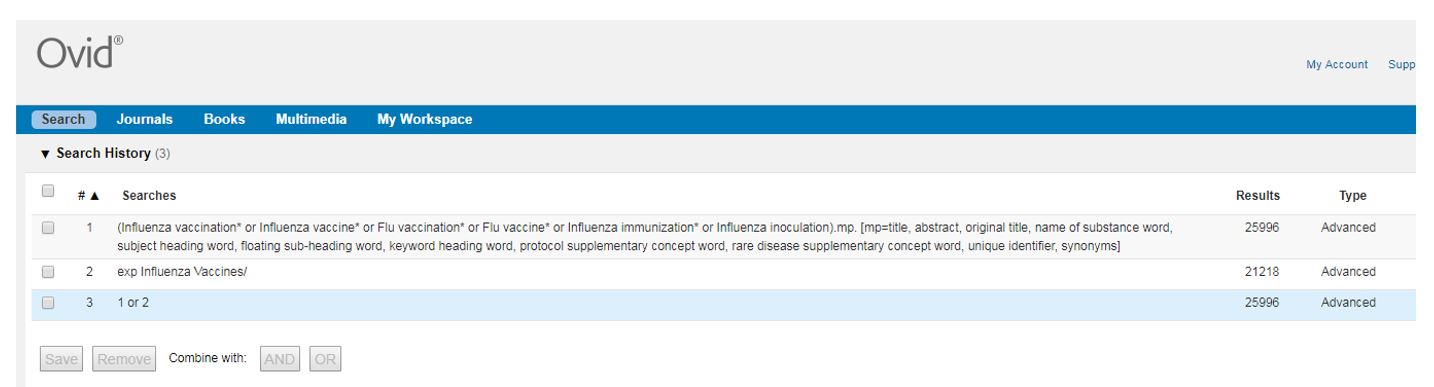 Ovid®
My Account Supp
Search Journals Books Multimedia My Workspace
▼ Search History (3)
# ▲ Searches Results Type
1 (Influenza vaccination* or Influenza vaccine* or Flu vaccination* or Flu vaccine* or Influenza immunization* or Influenza inoculation).mp. [mp=title, abstract, original title, name of substance word, 25996 Advanced
subject heading word, floating sub-heading word, keyword heading word, protocol supplementary concept word, rare disease supplementary concept word, unique identifier, synonyms]
2 exp Influenza Vaccines/ 21218 Advanced
3 1 or 2 25996 Advanced
Save Remove Combine with: AND OR